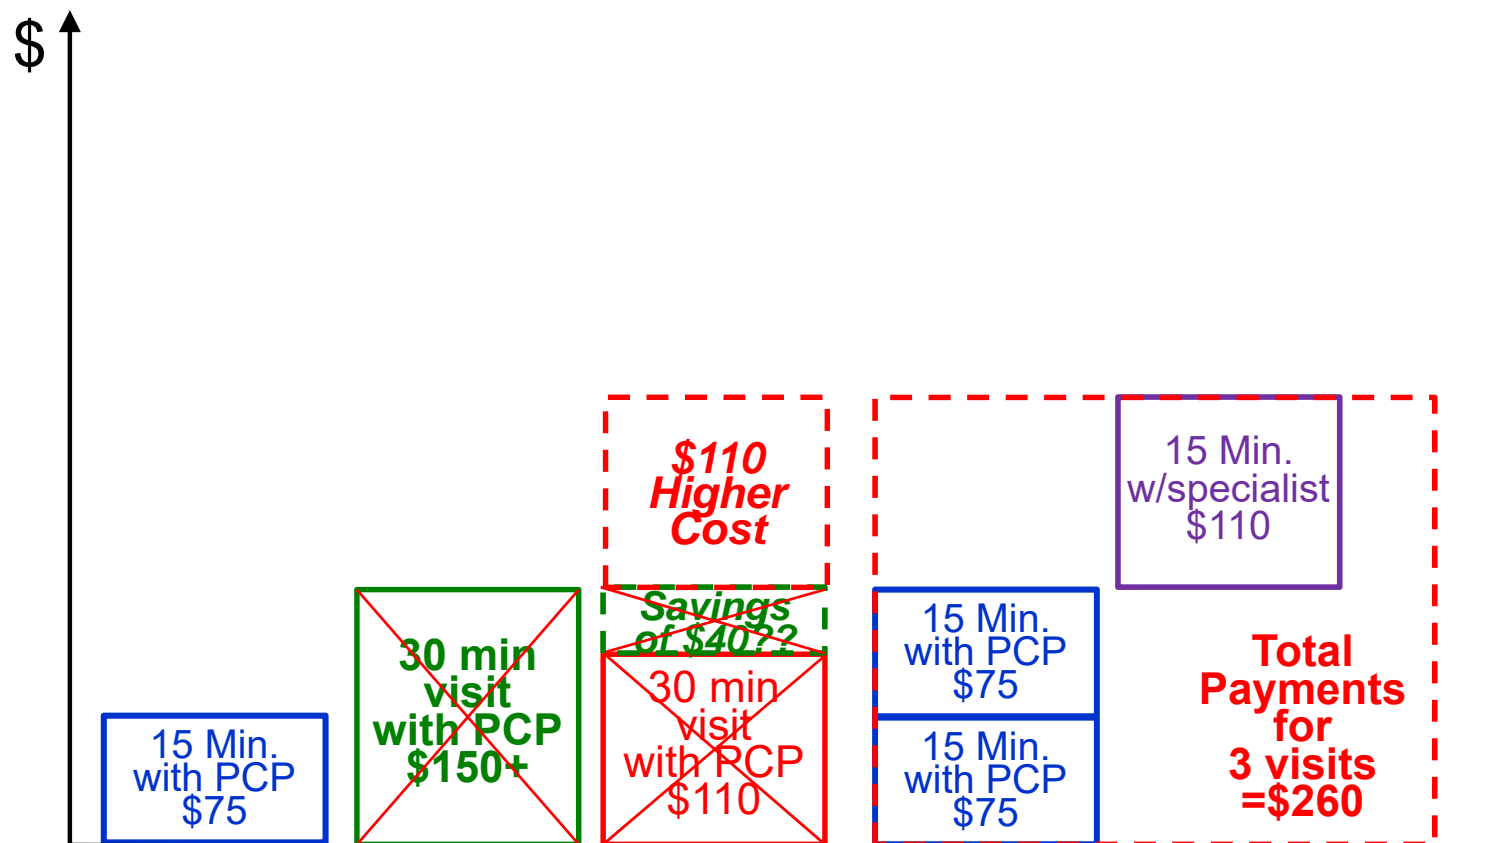 $
15 Min.
with PCP
$75
30 min
visit
with PCP
$150+
$110
Higher
Cost
Savings
of $40??
30 min
visit
with PCP
$110
15 Min.
with PCP
$75
15 Min.
with PCP
$75
15 Min.
w/specialist
$110
Total
Payments
for
3 visits
=$260